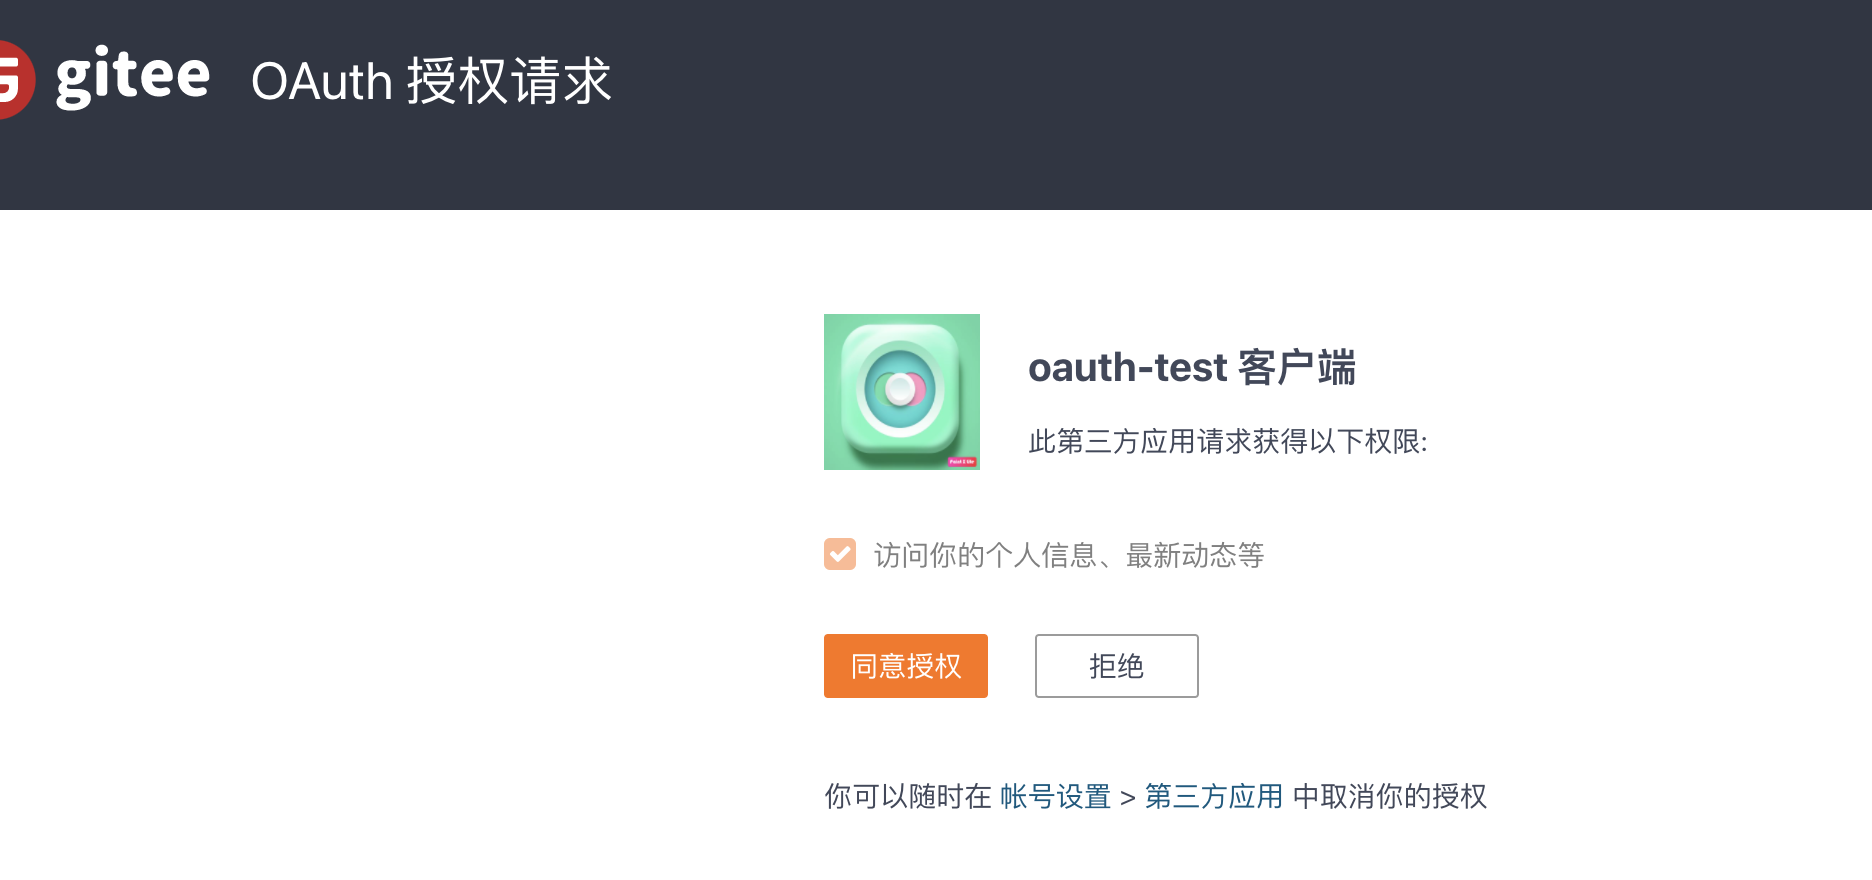 gitee OAuth 授权请求
oauth-test 客户端
此第三方应用请求获得以下权限:
访问你的个人信息、最新动态等
同意授权 拒绝
你可以随时在 帐号设置 > 第三方应用 中取消你的授权